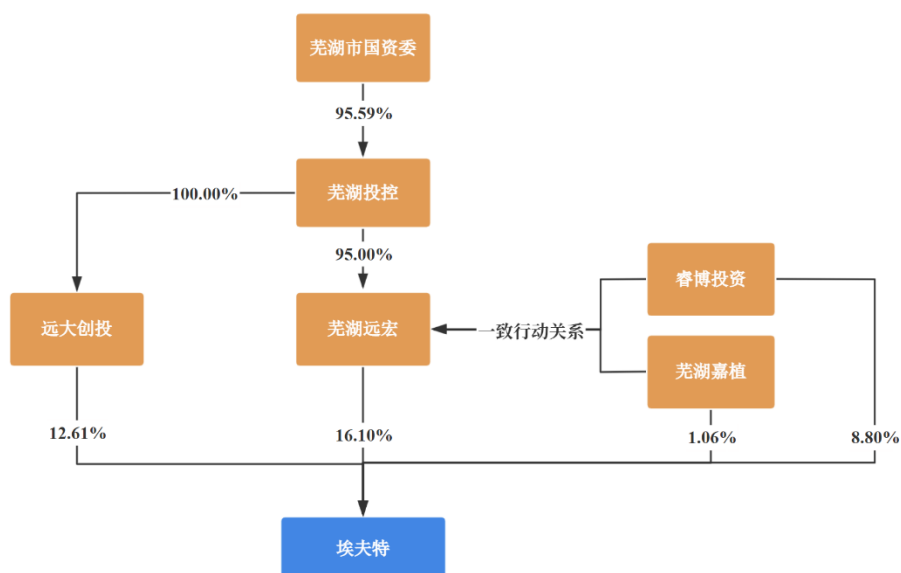 芜湖市国资委
95.59%
100.00%
芜湖投控
95.00%
睿博投资
远大创投
芜湖远宏
一致行动关系
芜湖嘉植
12.61%
16.10%
1.06%
8.80%
埃夫特